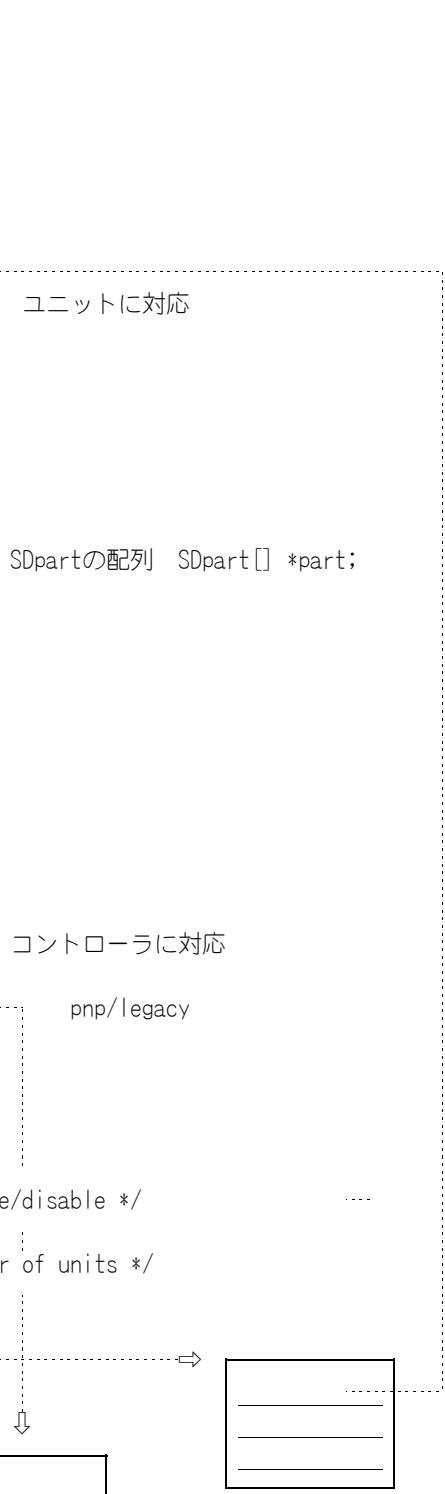 ユニットに対応
SDpartの配列　SDpart[] *part;
コントローラに対応
pnp/legacy
e/disable */
r of units */